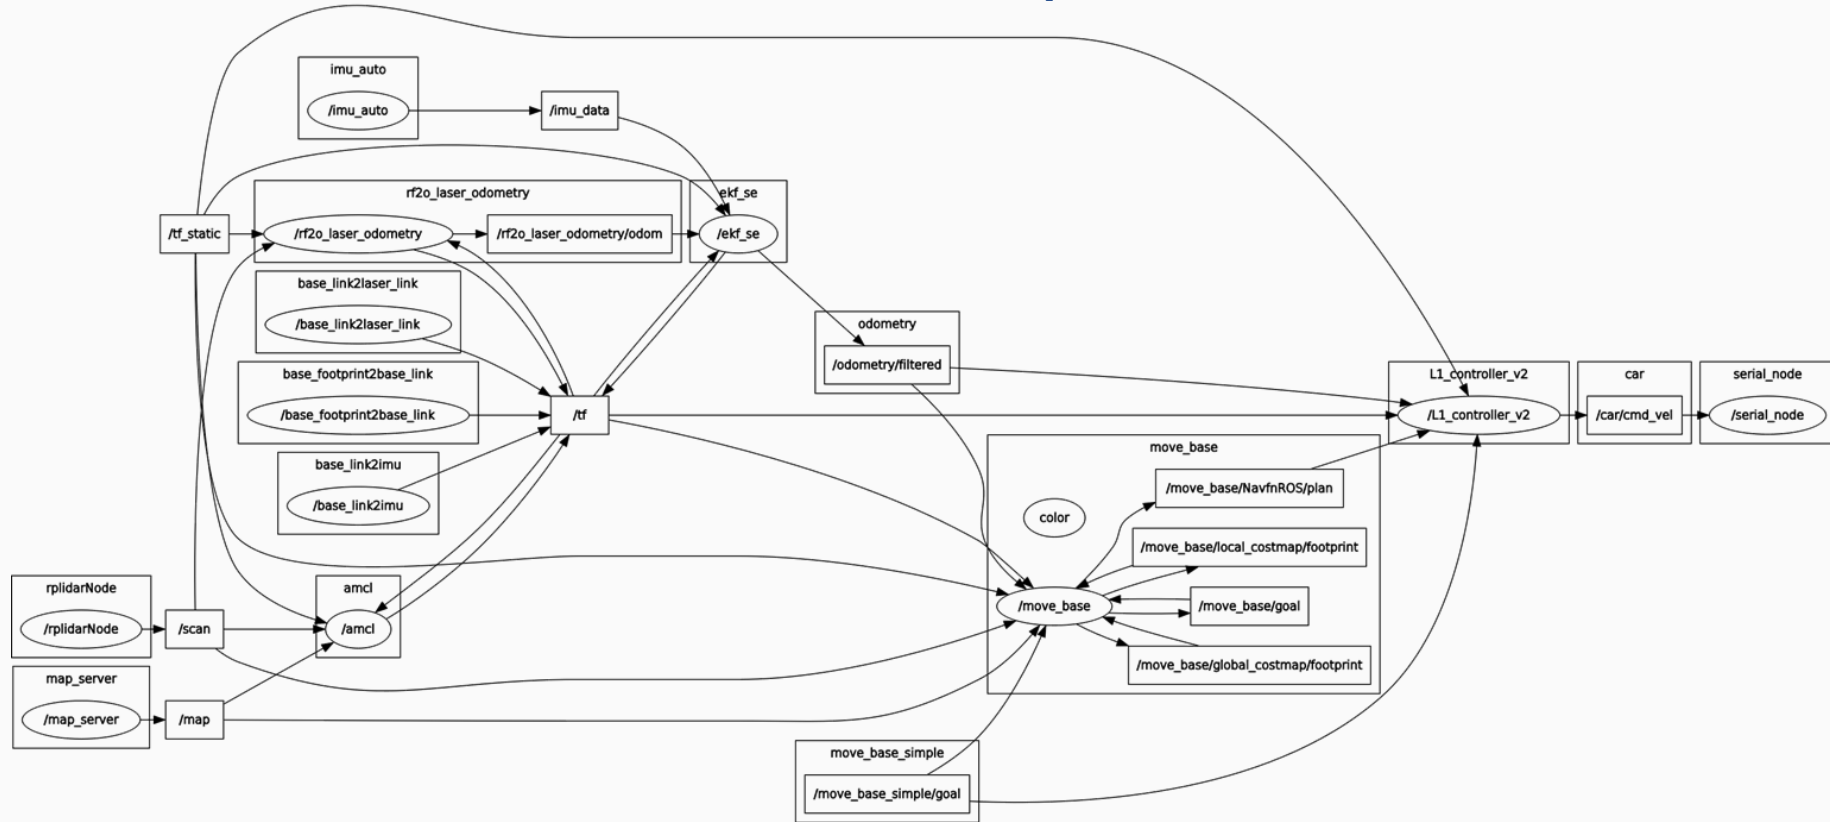 imu_auto
/imu_auto
/imu_data
rf2o_laser_odometry
ekf_se
/tf_static
/rf2o_laser_odometry
/rf2o_laser_odometry/odom
/ekf_se
base_link2laser_link
/base_link2laser_link
odometry
/odometry/filtered
base_footprint2base_link
/base_footprint2base_link
/tf
L1_controller_v2
/L1_controller_v2
car
/car/cmd_vel
serial_node
/serial_node
base_link2imu
/base_link2imu
move_base
/move_base/NavfnROS/plan
color
/move_base/local_costmap/footprint
/move_base
/move_base/goal
/move_base/global_costmap/footprint
rplidarNode
/rplidarNode
/scan
amcl
/amcl
map_server
/map_server
/map
move_base_simple
/move_base_simple/goal